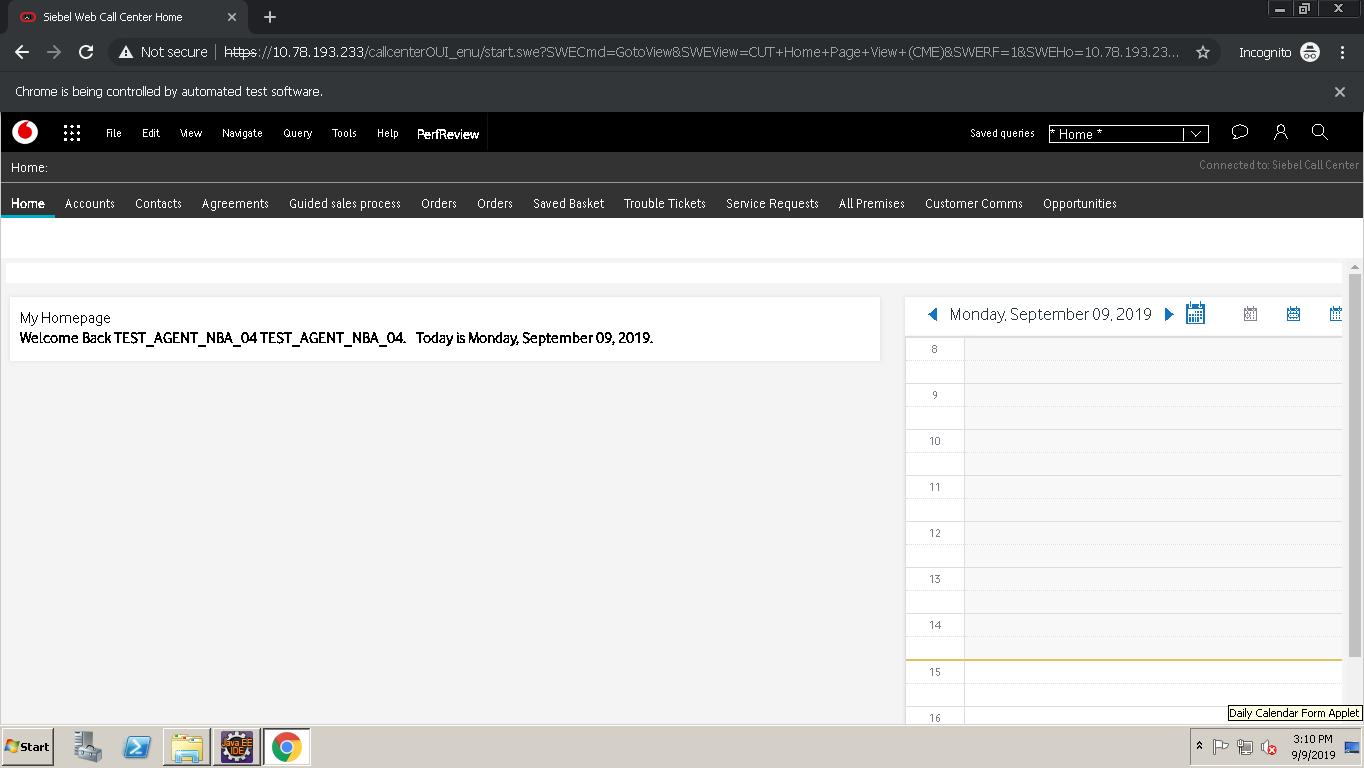 Siebel Web Call Center Home
Not secure https://10.78.193.233/callcenterOUI_enu/start.swe?SWECmd=GotoView&SWEView=CUT+Home+Page+View+(CME)&SWERF=1&SWEHo=10.78.193.23... Incognito
Chrome is being controlled by automated test software.
File Edit View Navigate Query Tools Help PerfReview Saved queries * Home *
Home: Connected to: Siebel Call Center
Home Accounts Contacts Agreements Guided sales process Orders Orders Saved Basket Trouble Tickets Service Requests All Premises Customer Comms Opportunities
My Homepage
Welcome Back TEST_AGENT_NBA_04 TEST_AGENT_NBA_04. Today is Monday, September 09, 2019.
Monday, September 09, 2019
8
9
10
11
12
13
14
15
16
Daily Calendar Form Applet
Start Java EE IDE 3:10 PM
9/9/2019